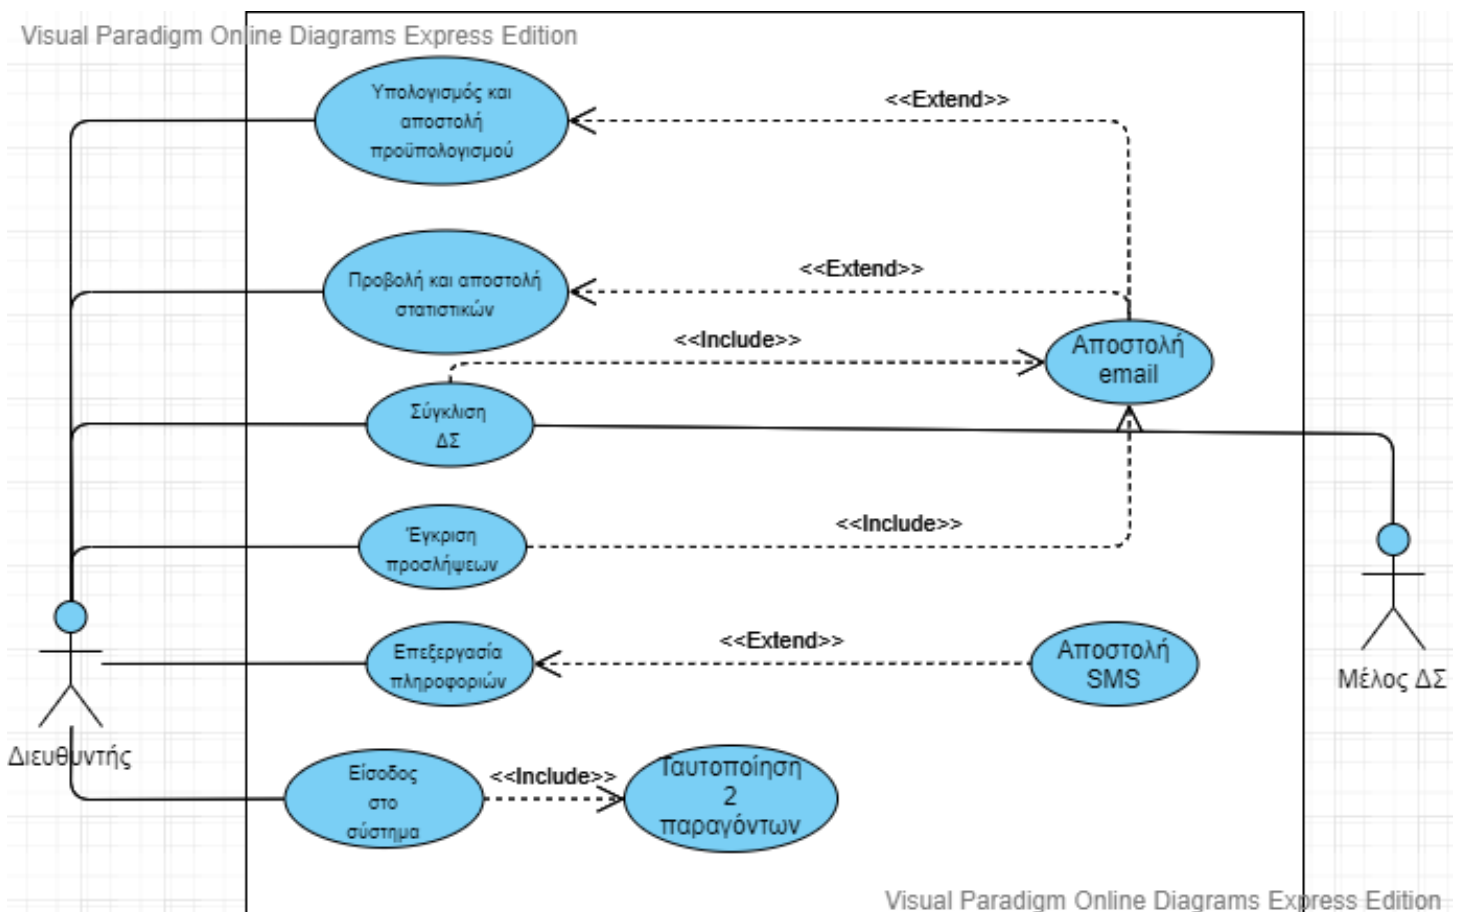 Visual Paradigm Online Diagrams Express Edition
Υπολογισμός και
αποστολή
προϋπολογισμού
<<Extend>>
Προβολή και αποστολή
στατιστικών
<<Extend>>
<<Include>>
Αποστολή
email
Σύγκλιση
ΔΣ
Έγκριση
προσλήψεων
<<Include>>
Επεξεργασία
πληροφοριών
<<Extend>>
Αποστολή
SMS
Μέλος ΔΣ
Διευθυντής
Είσοδος
στο
σύστημα
<<Include>>
Ταυτοποίηση
2
παραγόντων
Visual Paradigm Online Diagrams Express Edition